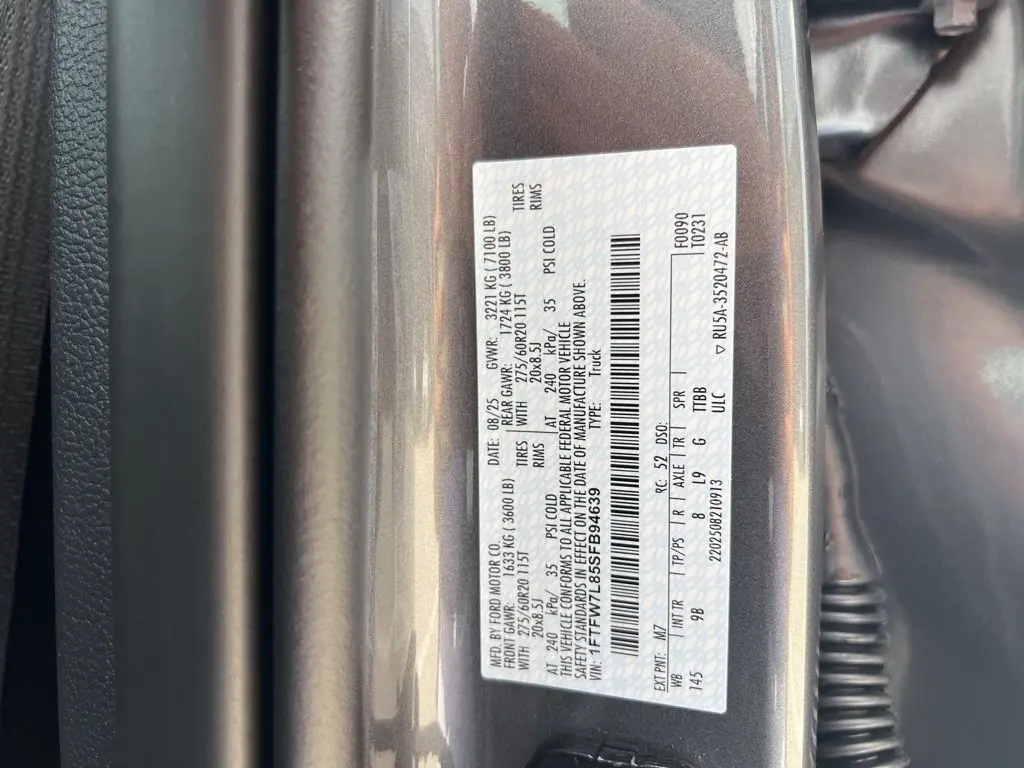 MFD. BY FORD MOTOR CO. DATE: 08/25 GVWR: 3221 KG ( 7100 LB)
FRONT GAWR: 1633 KG ( 3600 LB) REAR GAWR: 1724 KG ( 3800 LB)
WITH 275/60R20 115T TIRES WITH 275/60R20 115T TIRES
20x8.5J RIMS 20x8.5J RIMS
AT 240 kPa/ 35 PSI COLD AT 240 kPa/ 35 PSI COLD
THIS VEHICLE CONFORMS TO ALL APPLICABLE FEDERAL MOTOR VEHICLE
SAFETY STANDARDS IN EFFECT ON THE DATE OF MANUFACTURE SHOWN ABOVE.
VIN: 1FTFW7L85SFB94639 TYPE: Truck
EXT PNT: M7 RC: 52 DSO: F0090
WB | INT TR | TP/PS | R | AXLE | TR | SPR | T0231
145 9B 8 L9 G TTBB
2202508210913 ULC ▽ RU5A-3520472-AB